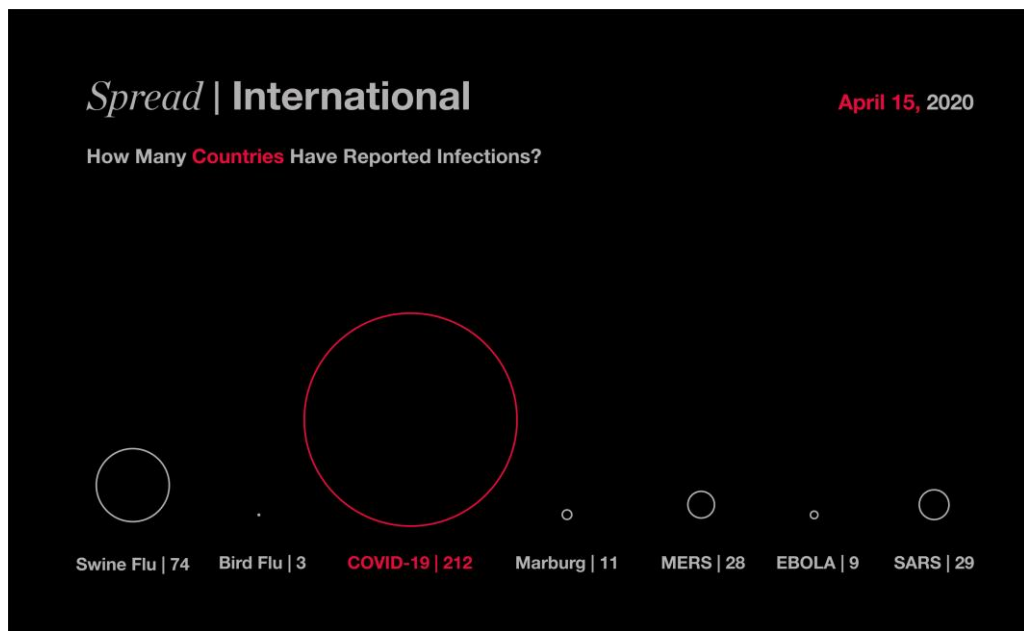 Spread | International
April 15, 2020
How Many Countries Have Reported Infections?
Swine Flu | 74
Bird Flu | 3
COVID-19 | 212
Marburg | 11
MERS | 28
EBOLA | 9
SARS | 29